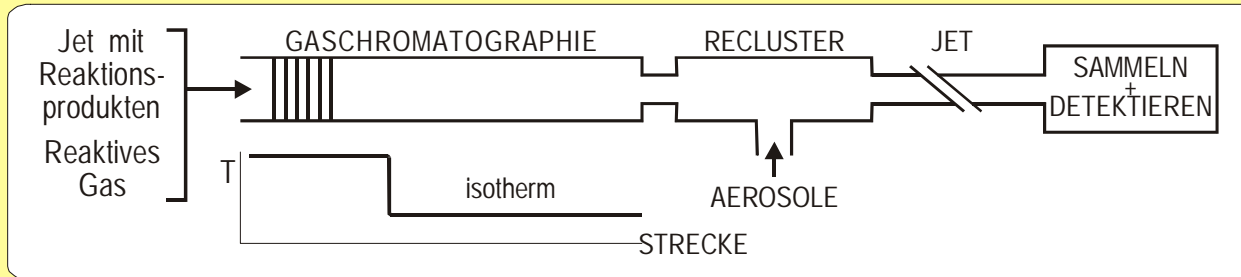 Jet mit
Reaktions-
produkten
Reaktives
Gas
GASCHROMATOGRAPHIE
RECLUSTER
JET
SAMMELN
+
DETEKTIEREN
T
isotherm
AEROSOLE
STRECKE